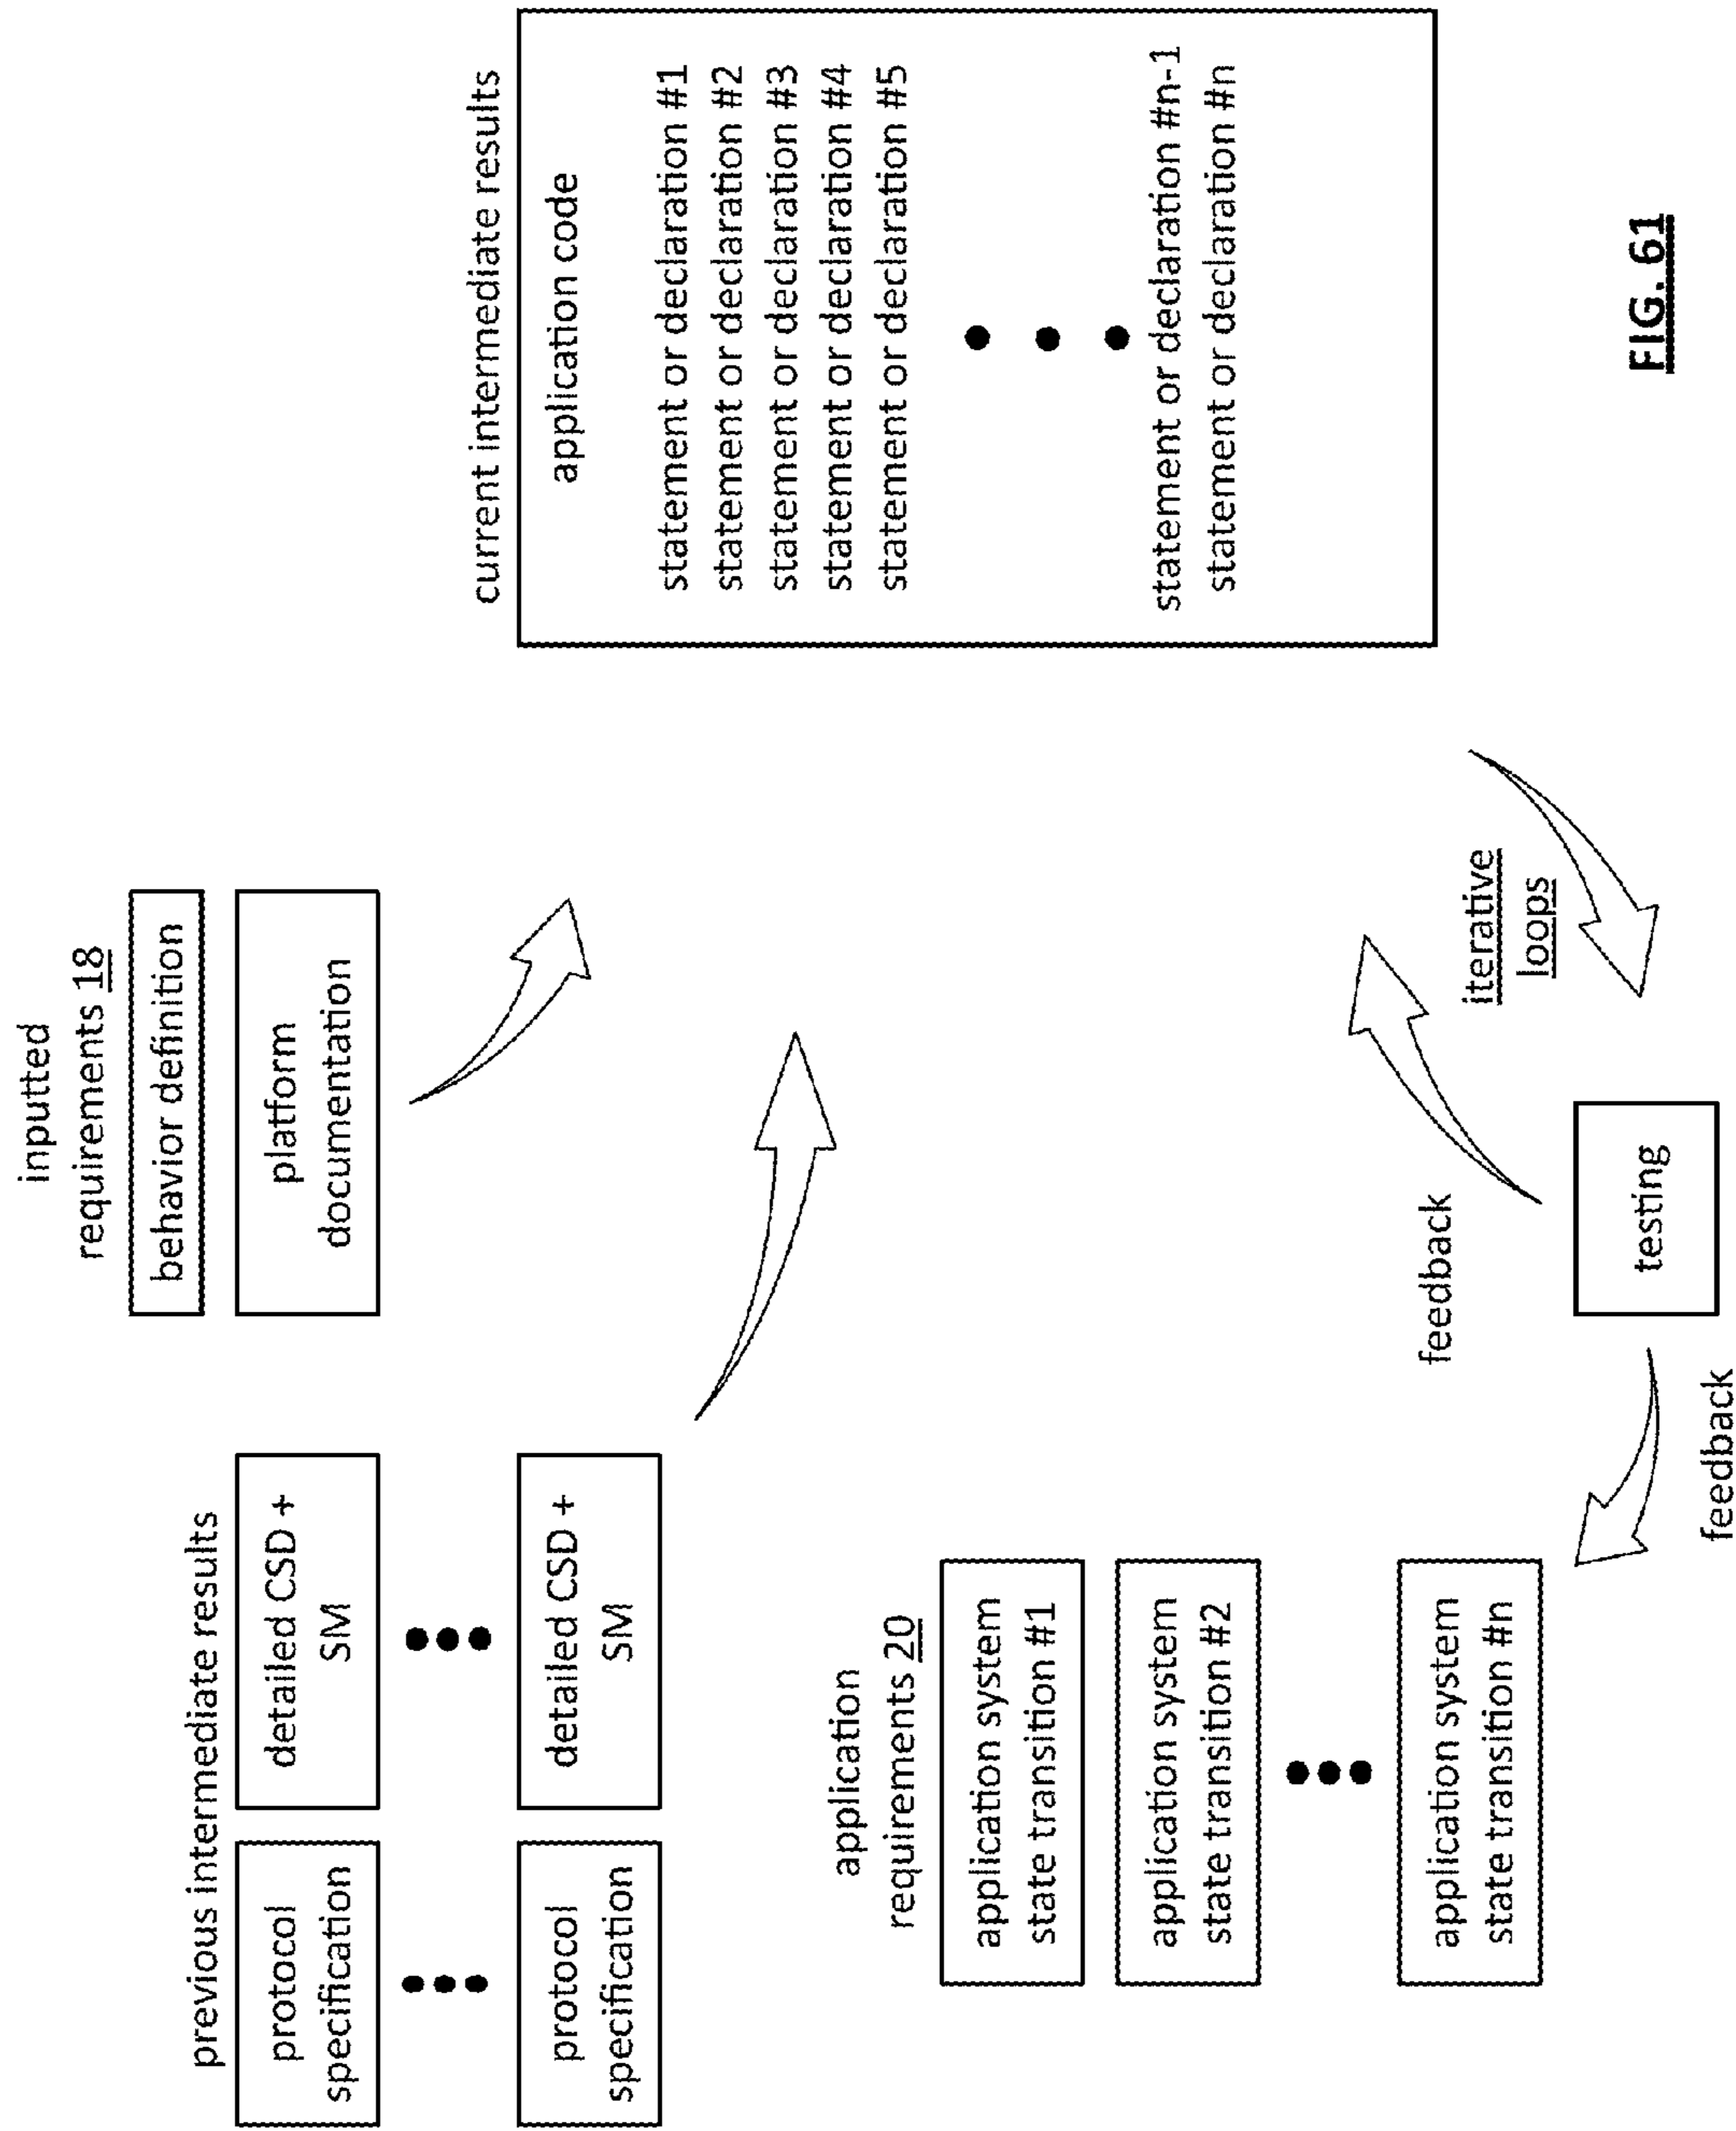 previous intermediate results
protocol
specification
detailed CSD +
SM
protocol
specification
detailed CSD +
SM
inputted
requirements 18
behavior definition
platform
documentation
current intermediate results
application code
statement or declaration #1
statement or declaration #2
statement or declaration #3
statement or declaration #4
statement or declaration #5
statement or declaration #n-1
statement or declaration #n
application
requirements 20
application system
state transition #1
application system
state transition #2
application system
state transition #n
feedback
iterative
loops
testing
feedback
FIG. 61